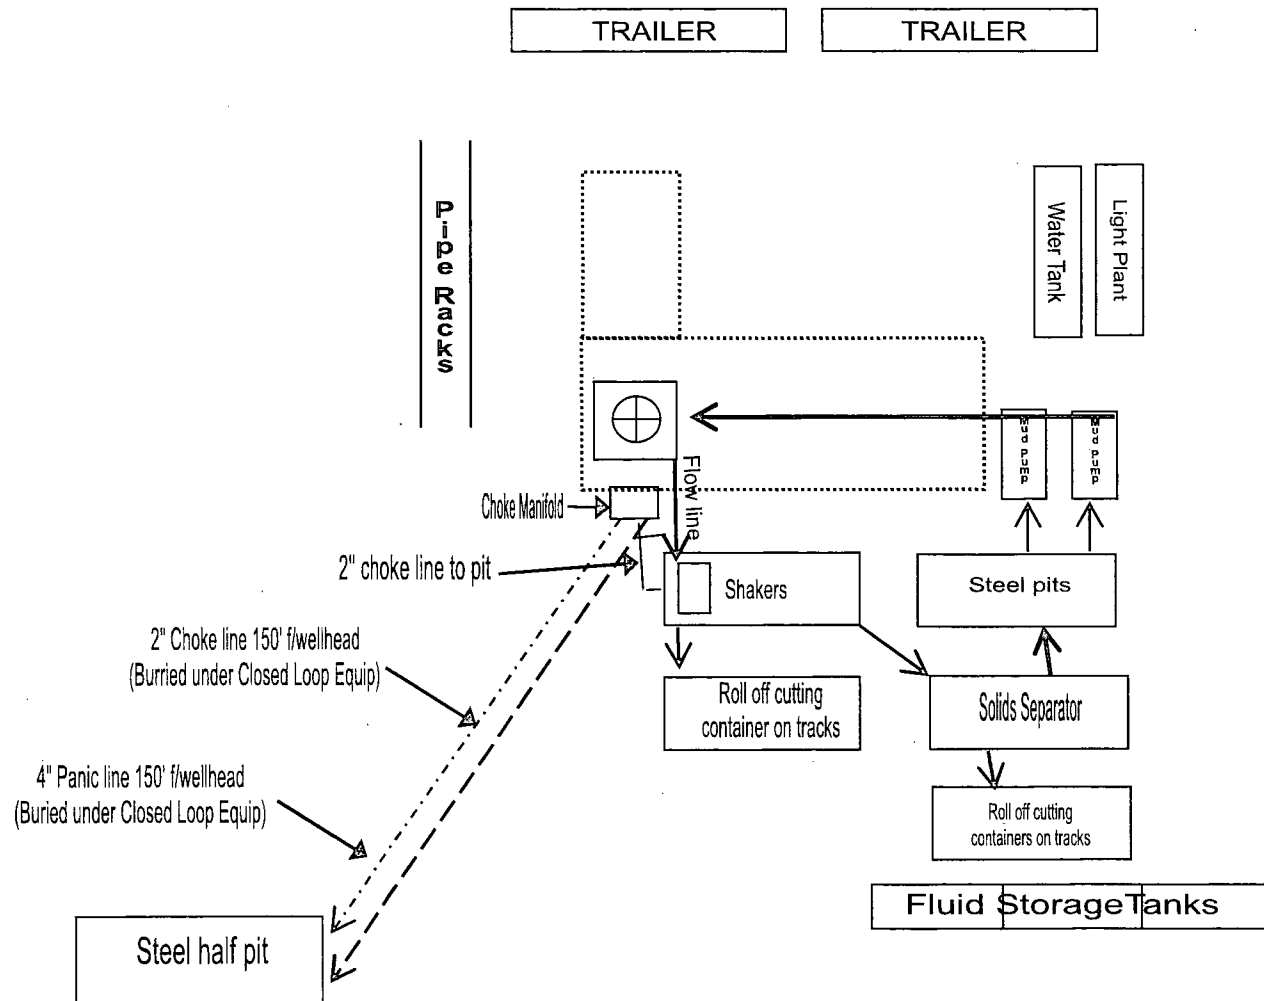 TRAILER
TRAILER
Pipe Racks
Water Tank
Light Plant
Mud pump
Mud pump
Flow line
Choke Manifold
2" choke line to pit
Shakers
Steel pits
2" Choke line 150' f/wellhead
(Burried under Closed Loop Equip)
Roll off cutting
container on tracks
Solids Separator
4" Panic line 150' f/wellhead
(Buried under Closed Loop Equip)
Roll off cutting
containers on tracks
Fluid StorageTanks
Steel half pit